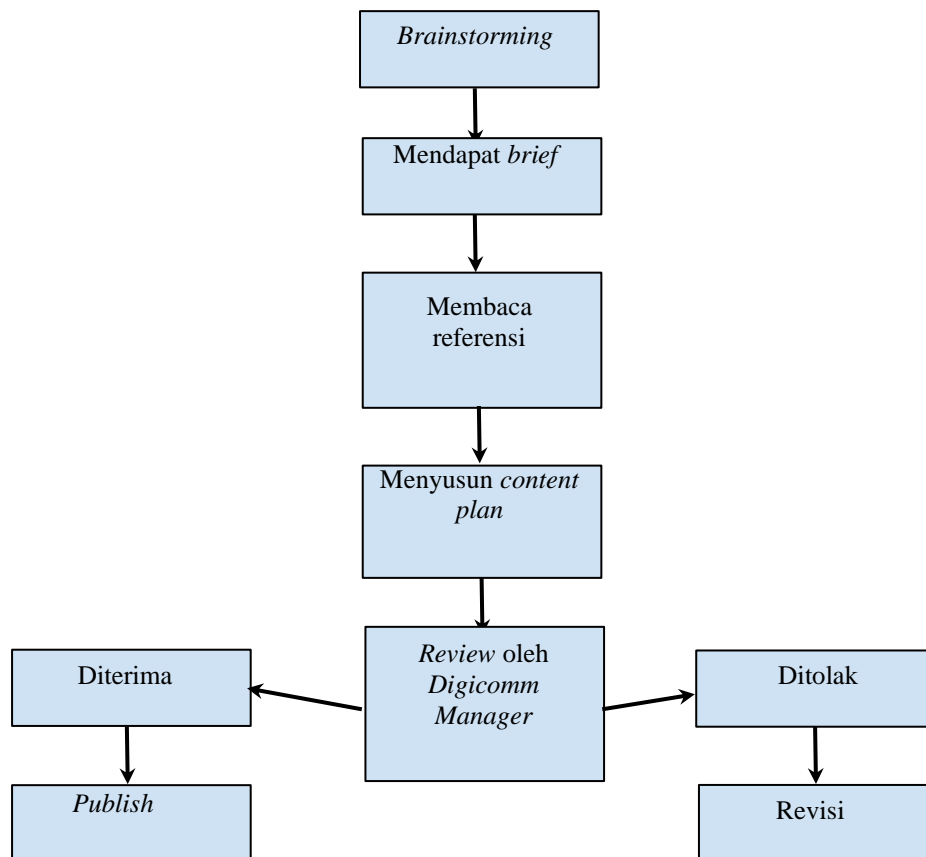 Brainstorming
Mendapat brief
Membaca
referensi
Menyusun content
plan
Review oleh
Digicomm
Manager
Diterima
Ditolak
Publish
Revisi